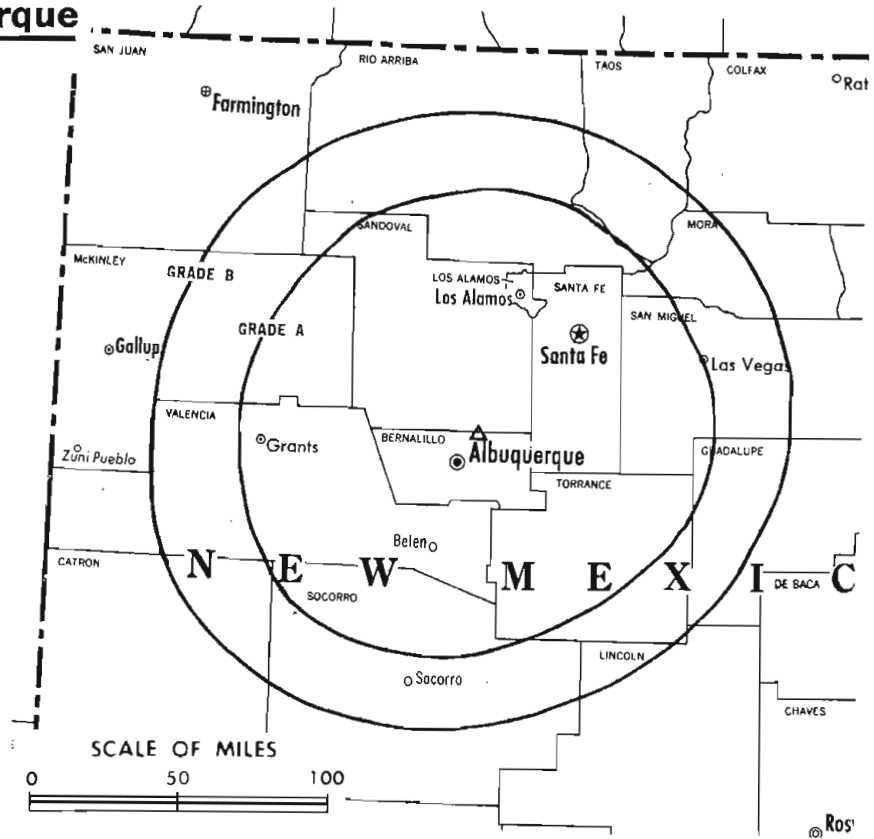 rque
SAN JUAN
RIO ARRIBA
TAOS
COLFAX
Rat
Farmington
SANDOVAL
MORA
McKINLEY
GRADE B
LOS ALAMOS
Los Alamos
SANTA FE
SAN MIGUEL
GRADE A
Gallup
Santa Fe
Las Vegas
VALENCIA
BERNALILLO
Grants
Albuquerque
GUADALUPE
Zuni Pueblo
TORRANCE
Belen
CATRON
N E W M E X I C
SOCORRO
DE BACA
LINCOLN
Socorro
CHAVES
SCALE OF MILES
0 50 100
Ros